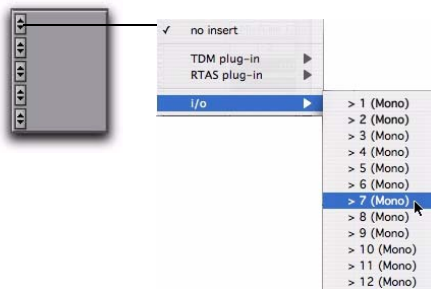 ✓ no insert
TDM plug-in
RTAS plug-in
i/o
> 1 (Mono)
> 2 (Mono)
> 3 (Mono)
> 4 (Mono)
> 5 (Mono)
> 6 (Mono)
> 7 (Mono)
> 8 (Mono)
> 9 (Mono)
> 10 (Mono)
> 11 (Mono)
> 12 (Mono)